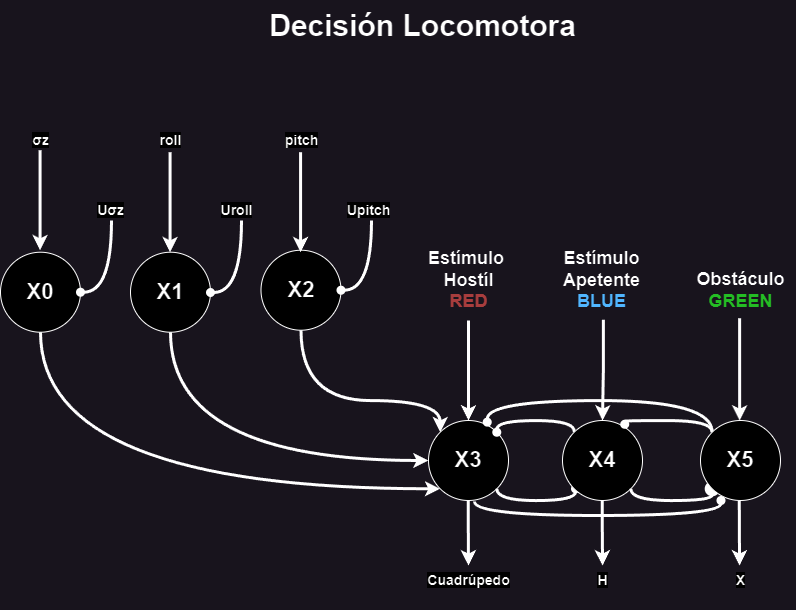 Decisión Locomotora
σz
roll
pitch
Uσz
Uroll
Upitch
Estímulo
Hostíl
RED
Estímulo
Apetente
BLUE
Obstáculo
GREEN
X0
X1
X2
X3
X4
X5
Cuadrúpedo
H
X